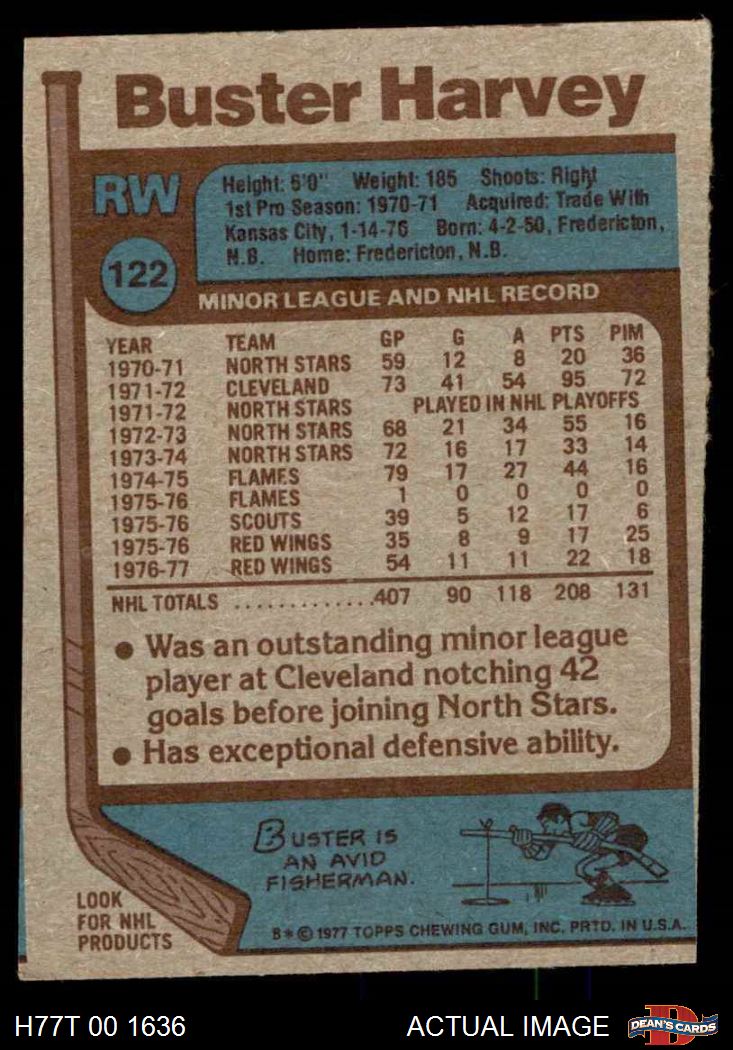 Buster Harvey
RW
Height: 6'0" Weight: 185 Shoots: Right
1st Pro Season: 1970-71 Acquired: Trade With
Kansas City, 1-14-76 Born: 4-2-50, Fredericton,
N.B. Home: Fredericton, N.B.
122
MINOR LEAGUE AND NHL RECORD
YEAR TEAM GP G A PTS PIM
1970-71 NORTH STARS 59 12 8 20 36
1971-72 CLEVELAND 73 41 54 95 72
1971-72 NORTH STARS PLAYED IN NHL PLAYOFFS
1972-73 NORTH STARS 68 21 34 55 16
1973-74 NORTH STARS 72 16 17 33 14
1974-75 FLAMES 79 17 27 44 16
1975-76 FLAMES 1 0 0 0 0
1975-76 SCOUTS 39 5 12 17 6
1975-76 RED WINGS 35 8 9 17 25
1976-77 RED WINGS 54 11 11 22 18
NHL TOTALS .............407 90 118 208 131
• Was an outstanding minor league
player at Cleveland notching 42
goals before joining North Stars.
• Has exceptional defensive ability.
BUSTER IS
AN AVID
FISHERMAN.
LOOK
FOR NHL
PRODUCTS
B*©1977 TOPPS CHEWING GUM, INC. PRTD. IN U.S.A.
H77T 00 1636 ACTUAL IMAGE DEAN'S CARDS